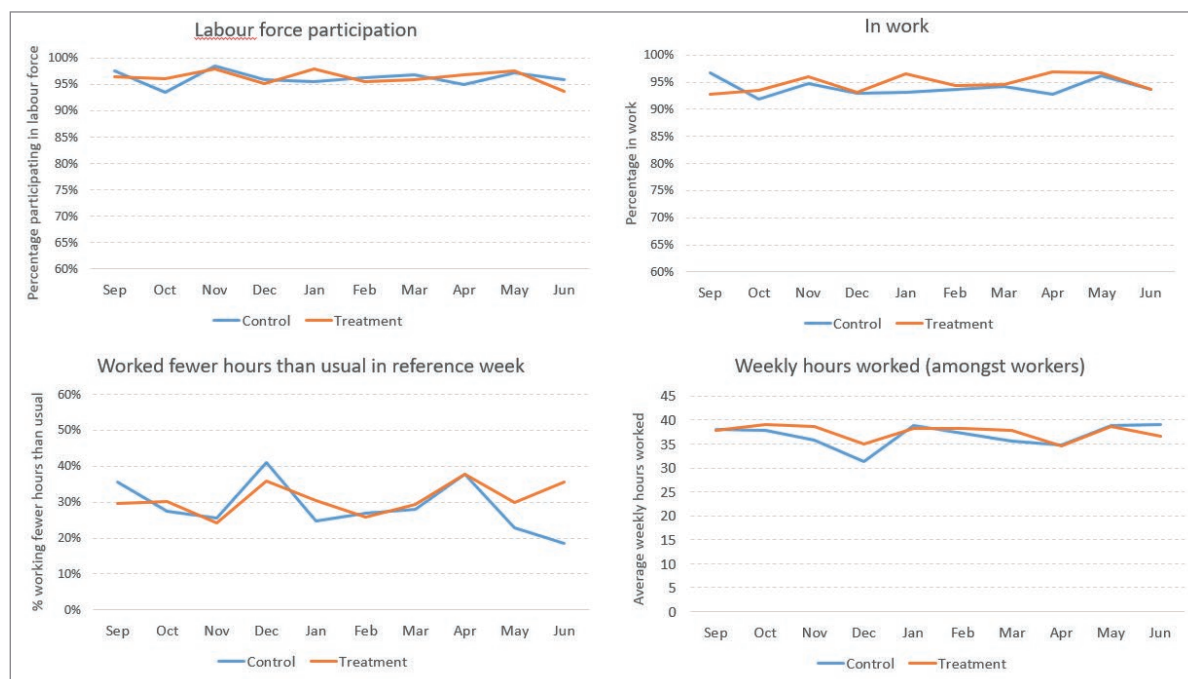 Labour force participation
Percentage participating in labour force
100%
95%
90%
85%
80%
75%
70%
65%
60%
Sep Oct Nov Dec Jan Feb Mar Apr May Jun
Control Treatment
In work
Percentage in work
100%
95%
90%
85%
80%
75%
70%
65%
60%
Sep Oct Nov Dec Jan Feb Mar Apr May Jun
Control Treatment
Worked fewer hours than usual in reference week
% working fewer hours than usual
60%
50%
40%
30%
20%
10%
0%
Sep Oct Nov Dec Jan Feb Mar Apr May Jun
Control Treatment
Weekly hours worked (amongst workers)
Average weekly hours worked
45
40
35
30
25
20
15
10
5
0
Sep Oct Nov Dec Jan Feb Mar Apr May Jun
Control Treatment